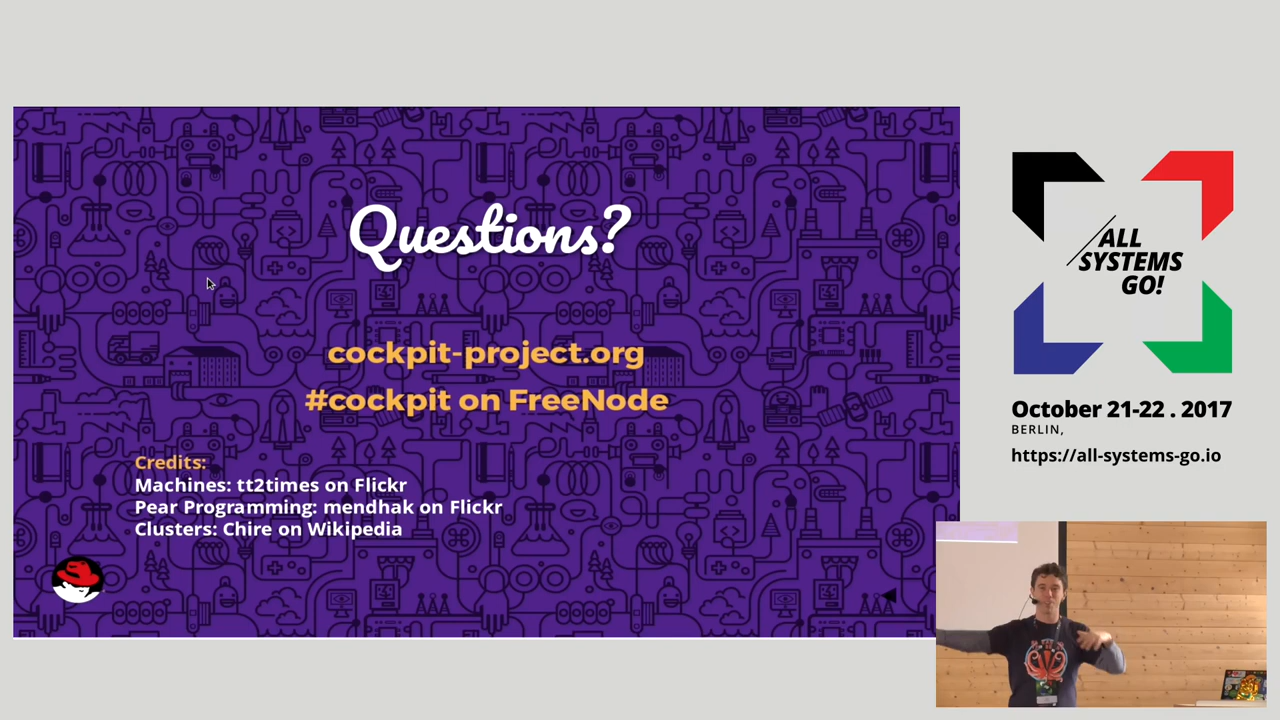 Questions?
cockpit-project.org
#cockpit on FreeNode
Credits:
Machines: tt2times on Flickr
Pear Programming: mendhak on Flickr
Clusters: Chire on Wikipedia
ALL
SYSTEMS
GO!
October 21-22 . 2017
BERLIN,
https://all-systems-go.io